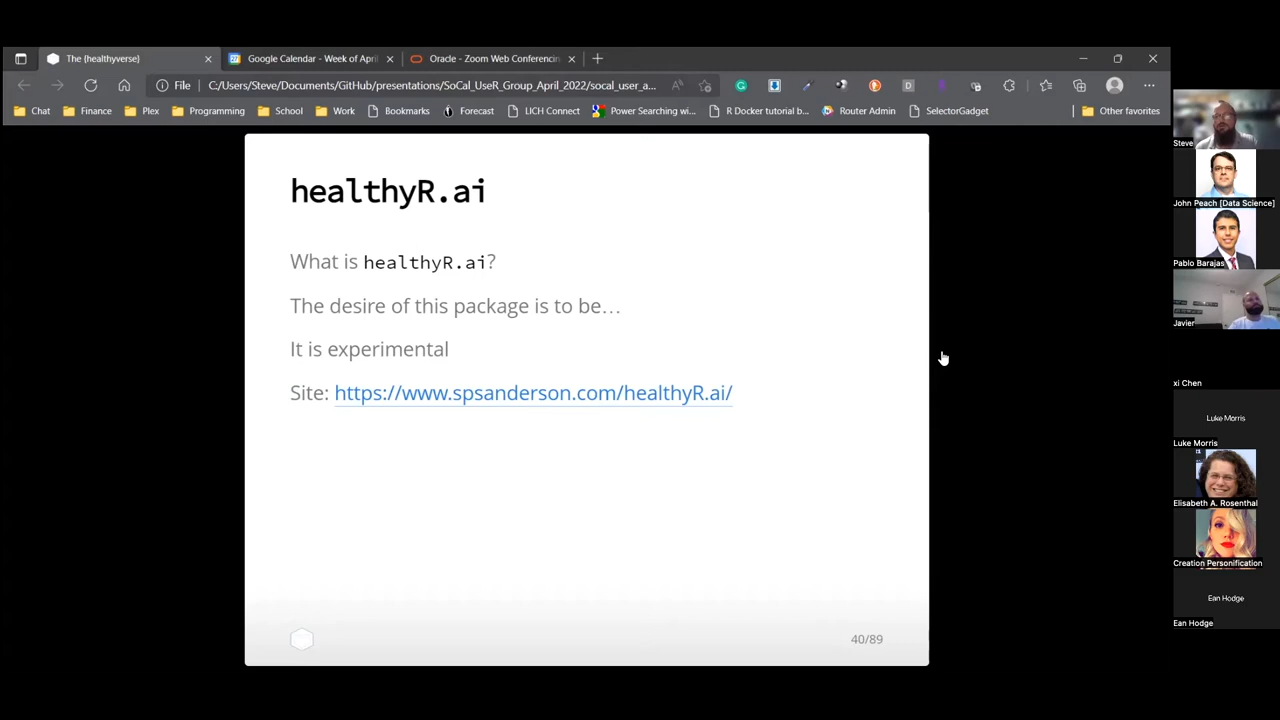 The {healthyverse}
Google Calendar - Week of April
Oracle - Zoom Web Conferencin
File
C:/Users/Steve/Documents/GitHub/presentations/SoCal_UseR_Group_April_2022/socal_user_a...
Chat
Finance
Plex
Programming
School
Work
Bookmarks
Forecast
LICH Connect
Power Searching wi...
R Docker tutorial b...
Router Admin
SelectorGadget
Other favorites
healthyR.ai
What is healthyR.ai?
The desire of this package is to be…
It is experimental
Site: https://www.spsanderson.com/healthyR.ai/
40/89
Steve
John Peach [Data Science]
Pablo Barajas
Javier
xi Chen
Luke Morris
Luke Morris
Elisabeth A. Rosenthal
Creation Personification
Ean Hodge
Ean Hodge